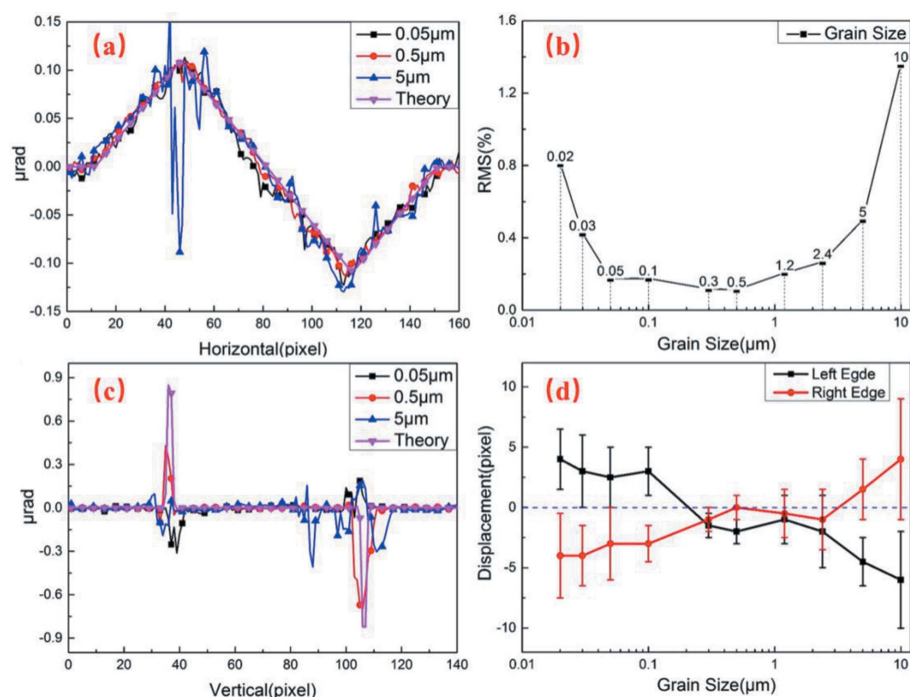 (a)
0.05μm
0.5μm
5μm
Theory
0.15
0.10
0.05
0.00
-0.05
-0.10
-0.15
μrad
0 20 40 60 80 100 120 140 160
Horizontal(pixel)
(b)
Grain Size
1.6
1.2
0.8
0.4
0.0
RMS(%)
0.02
0.03
0.05
0.1
0.3
0.5
1.2
2.4
5
10
0.01 0.1 1 10
Grain Size(μm)
(c)
0.05μm
0.5μm
5μm
Theory
0.9
0.6
0.3
0.0
-0.3
-0.6
-0.9
μrad
0 20 40 60 80 100 120 140
Vertical(pixel)
(d)
Left Egde
Right Edge
10
5
0
-5
-10
Displacement(pixel)
0.01 0.1 1 10
Grain Size(μm)